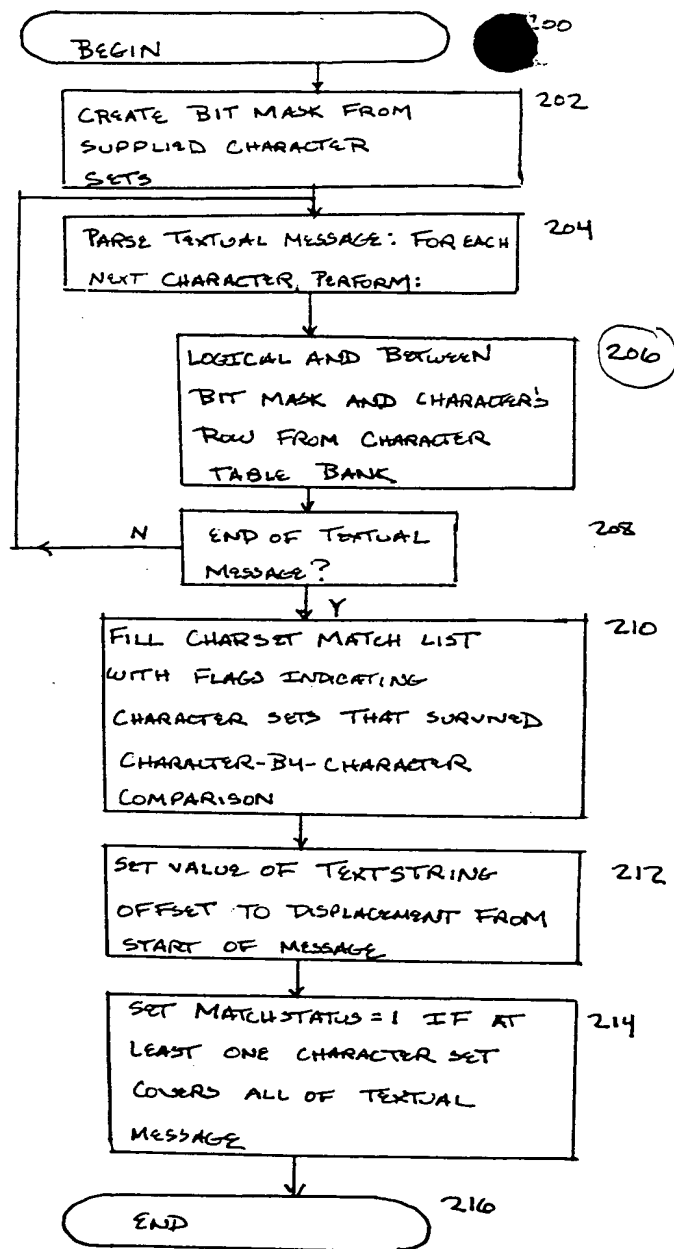 BEGIN
200
CREATE BIT MASK FROM
SUPPLIED CHARACTER
SETS
202
PARSE TEXTUAL MESSAGE: FOR EACH
NEXT CHARACTER, PERFORM:
204
LOGICAL AND BETWEEN
BIT MASK AND CHARACTER'S
ROW FROM CHARACTER
TABLE BANK
206
END OF TEXTUAL
MESSAGE?
208
N
Y
FILL CHARSET MATCH LIST
WITH FLAGS INDICATING
CHARACTER SETS THAT SURVIVED
CHARACTER-BY-CHARACTER
COMPARISON
210
SET VALUE OF TEXTSTRING
OFFSET TO DISPLACEMENT FROM
START OF MESSAGE
212
SET MATCHSTATUS=1 IF AT
LEAST ONE CHARACTER SET
COVERS ALL OF TEXTUAL
MESSAGE
214
END
216